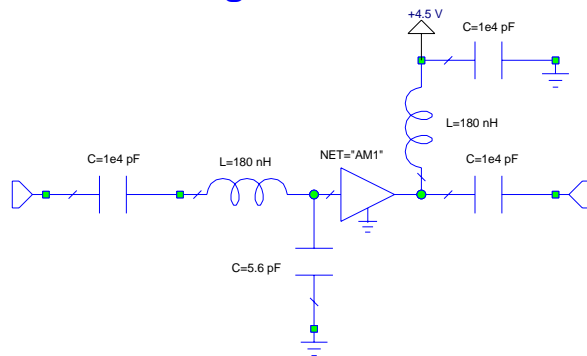 +4.5 V
C=1e4 pF
L=180 nH
C=1e4 pF
L=180 nH
NET="AM1"
C=1e4 pF
C=5.6 pF